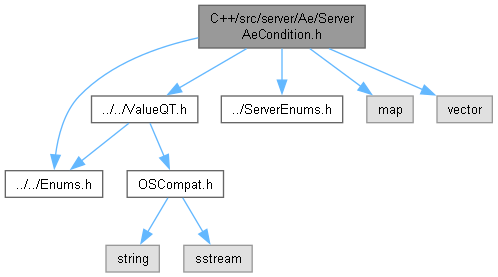 C++/src/server/Ae/Server
AeCondition.h
../../ValueQT.h
../ServerEnums.h
map
vector
../../Enums.h
OSCompat.h
string
sstream